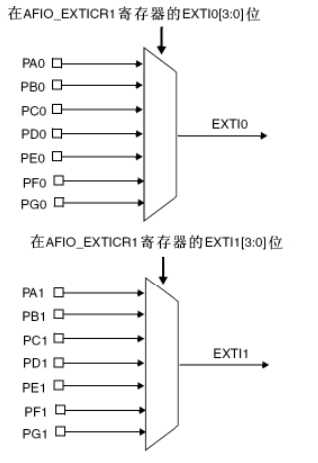 在AFIO_EXTICR1寄存器的EXTI0[3:0]位
PA0
PB0
PC0
PD0
PE0
PF0
PG0
EXTI0
在AFIO_EXTICR1寄存器的EXTI1[3:0]位
PA1
PB1
PC1
PD1
PE1
PF1
PG1
EXTI1